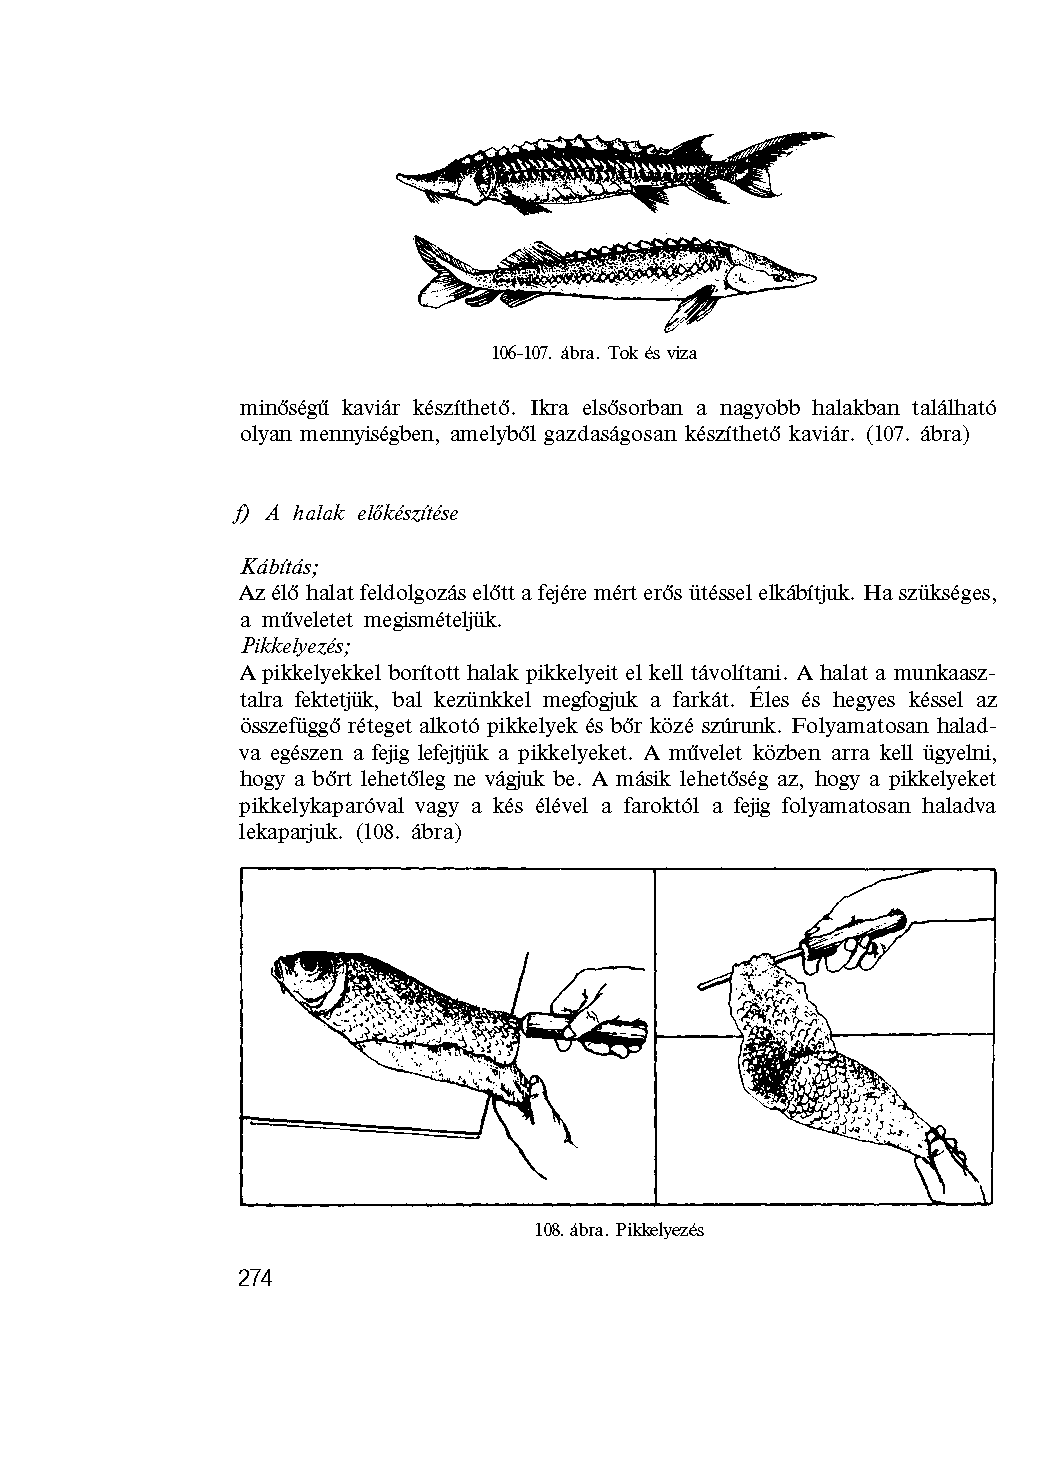 106-107. ábra. Tok és viza
minőségű kaviár készíthető. Ikra elsősorban a nagyobb halakban található
olyan mennyiségben, amelyből gazdaságosan készíthető kaviár. (107. ábra)
f) A halak előkészítése
Kábítás;
Az élő halat feldolgozás előtt a fejére mért erős ütéssel elkábítjuk. Ha szükséges,
a műveletet megismételjük.
Pikkelyezés;
A pikkelyekkel borított halak pikkelyeit el kell távolítani. A halat a munkaasz-
talra fektetjük, bal kezünkkel megfogjuk a farkát. Éles és hegyes késsel az
összefüggő réteget alkotó pikkelyek és bőr közé szúrunk. Folyamatosan halad-
va egészen a fejig lefejtjük a pikkelyeket. A művelet közben arra kell ügyelni,
hogy a bőrt lehetőleg ne vágjuk be. A másik lehetőség az, hogy a pikkelyeket
pikkelykaparóval vagy a kés élével a faroktól a fejig folyamatosan haladva
lekaparjuk. (108. ábra)
108. ábra. Pikkelyezés
274